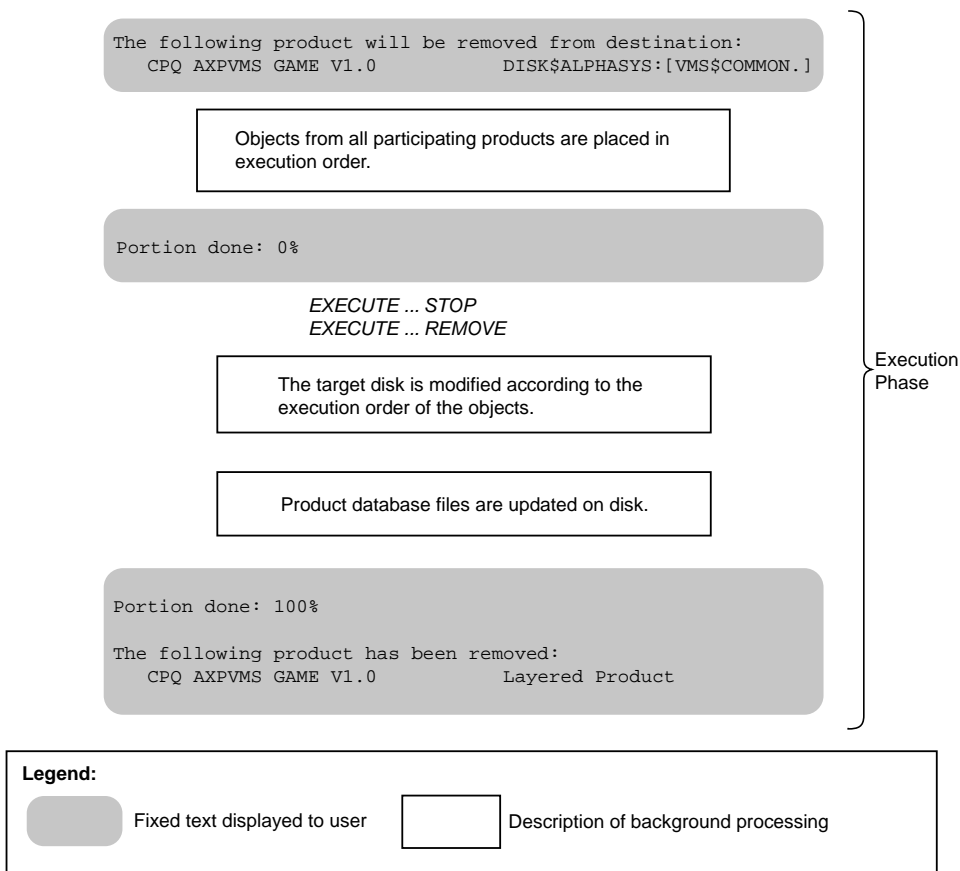 The following product will be removed from destination:
CPQ AXPVMS GAME V1.0 DISK$ALPHASYS:[VMS$COMMON.]
Objects from all participating products are placed in
execution order.
Portion done: 0%
EXECUTE ... STOP
EXECUTE ... REMOVE
The target disk is modified according to the
execution order of the objects.
Execution
Phase
Product database files are updated on disk.
Portion done: 100%
The following product has been removed:
CPQ AXPVMS GAME V1.0 Layered Product
Legend:
Fixed text displayed to user
Description of background processing